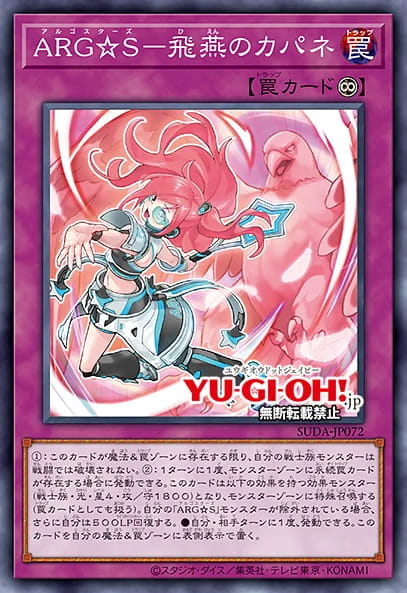 アルゴスターズ ひえん
ARG☆S－飛燕のカパネ
トラップ
罠
トラップ
【罠カード】
ユウギオウドットジェイピー
YU-GI-OH!.jp
無断転載禁止
SUDA-JP072
①：このカードが魔法＆罠ゾーンに存在する限り、自分の戦士族モンスターは
戦闘では破壊されない。②：1ターンに1度、モンスターゾーンに永続罠カード
が存在する場合に発動できる。このカードは以下の効果を持つ効果モンスター
（戦士族・光・星4・攻／守1800）となり、モンスターゾーンに特殊召喚する
（罠カードとしても扱う）。自分の「ARG☆S」モンスターが除外されている場合、
さらに自分は500LP回復する。●自分・相手ターンに1度、発動できる。この
カードを自分の魔法＆罠ゾーンに表側表示で置く。
©スタジオ・ダイス／集英社・テレビ東京・KONAMI